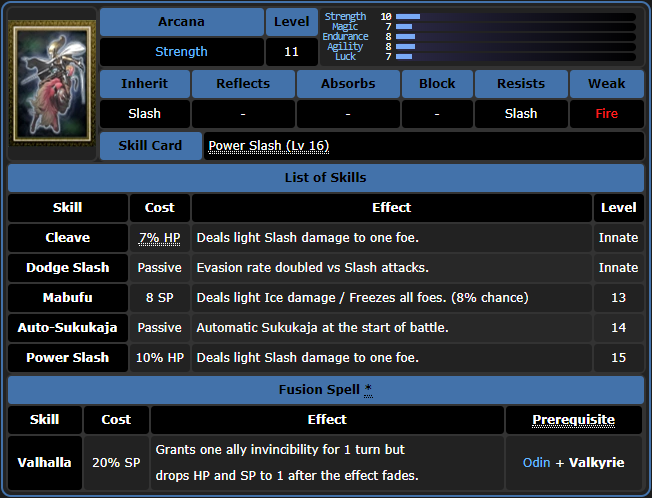 Arcana Level
Strength 11
Strength 10
Magic 7
Endurance 8
Agility 8
Luck 7
Inherit Reflects Absorbs Block Resists Weak
Slash - - - Slash Fire
Skill Card Power Slash (Lv 16)
List of Skills
Skill Cost Effect Level
Cleave 7% HP Deals light Slash damage to one foe. Innate
Dodge Slash Passive Evasion rate doubled vs Slash attacks. Innate
Mabufu 8 SP Deals light Ice damage / Freezes all foes. (8% chance) 13
Auto-Sukukaja Passive Automatic Sukukaja at the start of battle. 14
Power Slash 10% HP Deals light Slash damage to one foe. 15
Fusion Spell *
Skill Cost Effect Prerequisite
Valhalla 20% SP Grants one ally invincibility for 1 turn but
drops HP and SP to 1 after the effect fades. Odin + Valkyrie